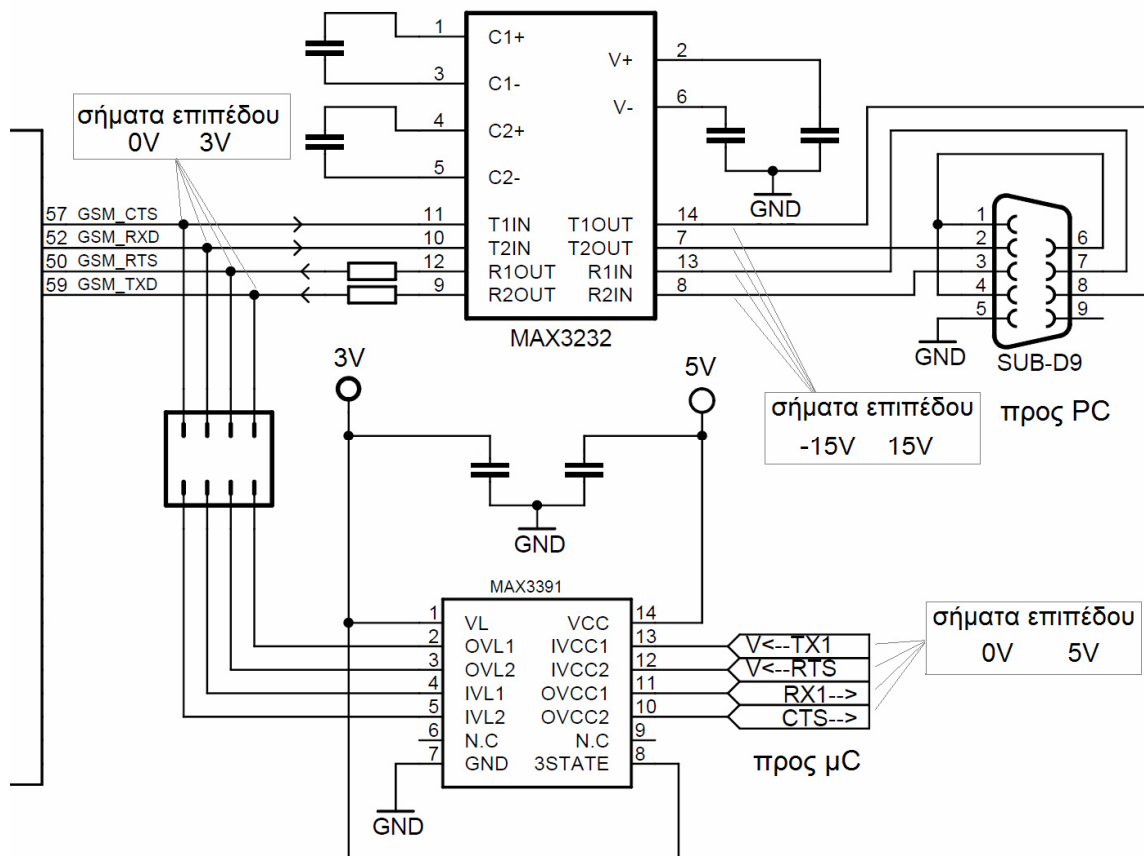 1
C1+
V+
2
3
C1-
V-
6
σήματα επιπέδου
0V 3V
4
C2+
5
C2-
GND
57 GSM_CTS
11
T1IN
T1OUT
14
52 GSM_RXD
10
T2IN
T2OUT
7
50 GSM_RTS
12
R1OUT
R1IN
13
59 GSM_TXD
9
R2OUT
R2IN
8
MAX3232
1
2
3
4
5
6
7
8
9
GND
SUB-D9
προς PC
σήματα επιπέδου
-15V 15V
3V
5V
GND
MAX3391
1
VL
VCC
14
2
OVL1
IVCC1
13
V<--TX1
3
OVL2
IVCC2
12
V<--RTS
4
IVL1
OVCC1
11
RX1-->
5
IVL2
OVCC2
10
CTS-->
6
N.C
N.C
9
7
GND
3STATE
8
GND
σήματα επιπέδου
0V 5V
προς μC